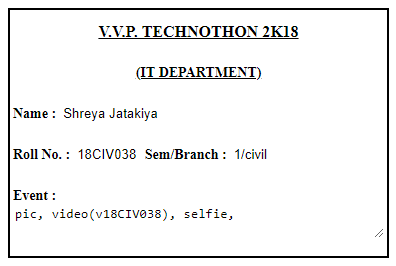 V.V.P. TECHNOTHON 2K18
(IT DEPARTMENT)
Name : Shreya Jatakiya
Roll No. : 18CIV038 Sem/Branch : 1/civil
Event :
pic, video(v18CIV038), selfie,